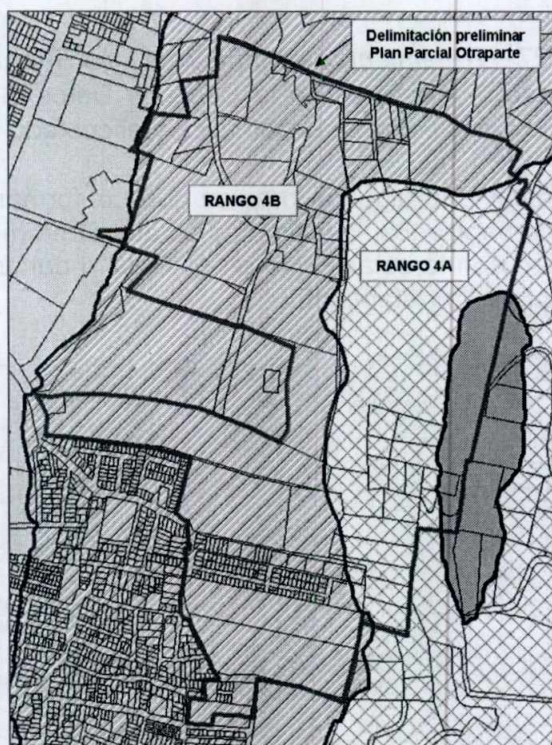 Delimitación preliminar
Plan Parcial Otraparte
RANGO 4B
RANGO 4A